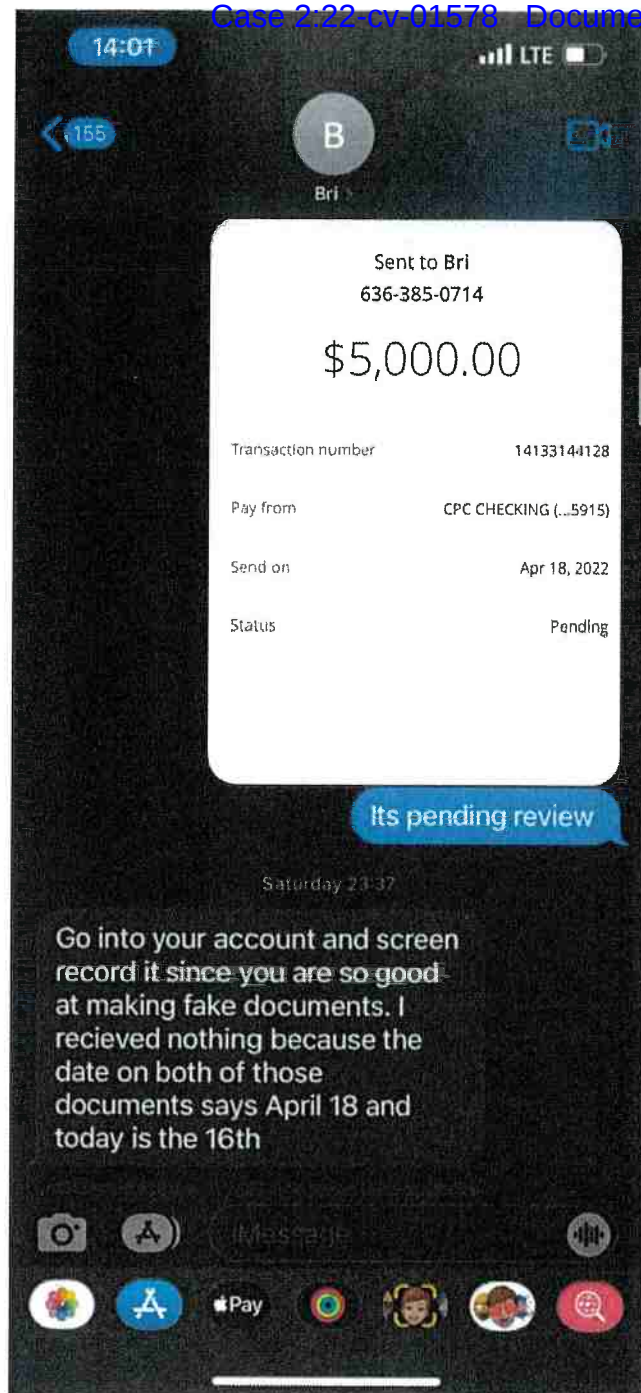 Case 2:22-cv-01578 Docume
14:01
LTE
155
B
Bri
Sent to Bri
636-385-0714
$5,000.00
Transaction number 14133144128
Pay from CPC CHECKING (...5915)
Send on Apr 18, 2022
Status Pending
Its pending review
Saturday 23:37
Go into your account and screen
record it since you are so good
at making fake documents. I
recieved nothing because the
date on both of those
documents says April 18 and
today is the 16th
iMessage
Pay